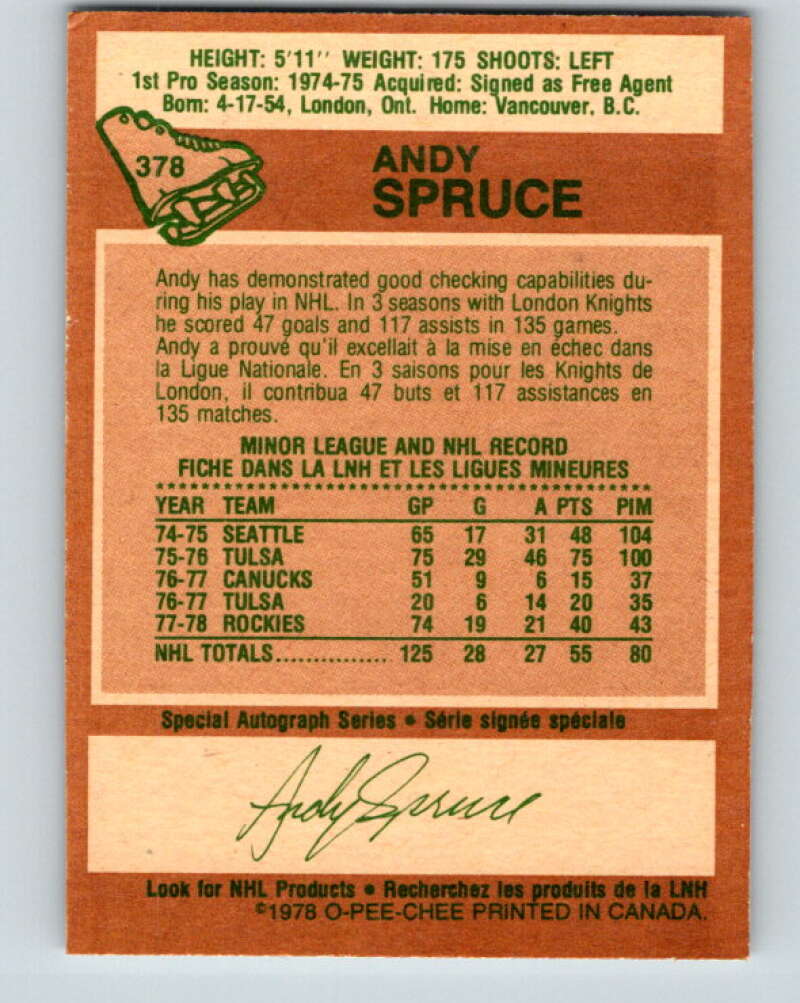 HEIGHT: 5'11'' WEIGHT: 175 SHOOTS: LEFT
1st Pro Season: 1974-75 Acquired: Signed as Free Agent
Born: 4-17-54, London, Ont. Home: Vancouver, B.C.
378
ANDY
SPRUCE
Andy has demonstrated good checking capabilities du-
ring his play in NHL. In 3 seasons with London Knights
he scored 47 goals and 117 assists in 135 games.
Andy a prouvé qu'il excellait à la mise en échec dans
la Ligue Nationale. En 3 saisons pour les Knights de
London, il contribua 47 buts et 117 assistances en
135 matches.
MINOR LEAGUE AND NHL RECORD
FICHE DANS LA LNH ET LES LIGUES MINEURES
YEAR TEAM GP G A PTS PIM
74-75 SEATTLE 65 17 31 48 104
75-76 TULSA 75 29 46 75 100
76-77 CANUCKS 51 9 6 15 37
76-77 TULSA 20 6 14 20 35
77-78 ROCKIES 74 19 21 40 43
NHL TOTALS................ 125 28 27 55 80
Special Autograph Series • Série signée spéciale
Andy Spruce
Look for NHL Products • Recherchez les produits de la LNH
©1978 O-PEE-CHEE PRINTED IN CANADA.